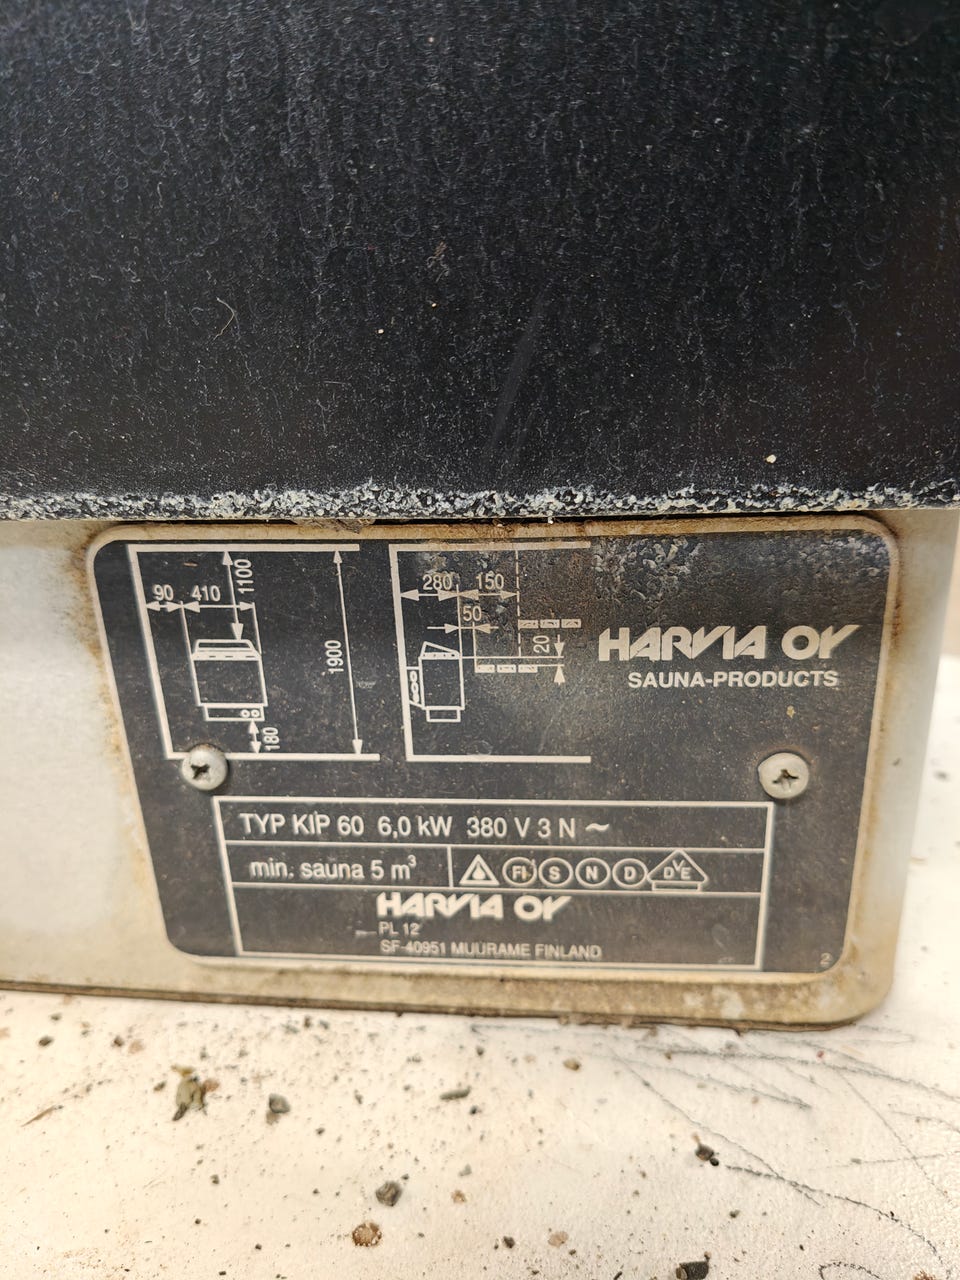 90
410
1100
1900
180
280
150
50
20
HARVIA OY
SAUNA-PRODUCTS
TYP KIP 60 6,0 kW 380 V 3 N ~
min. sauna 5 m³
FI S N D DVE
HARVIA OY
PL 12
SF-40951 MUURAME FINLAND
2